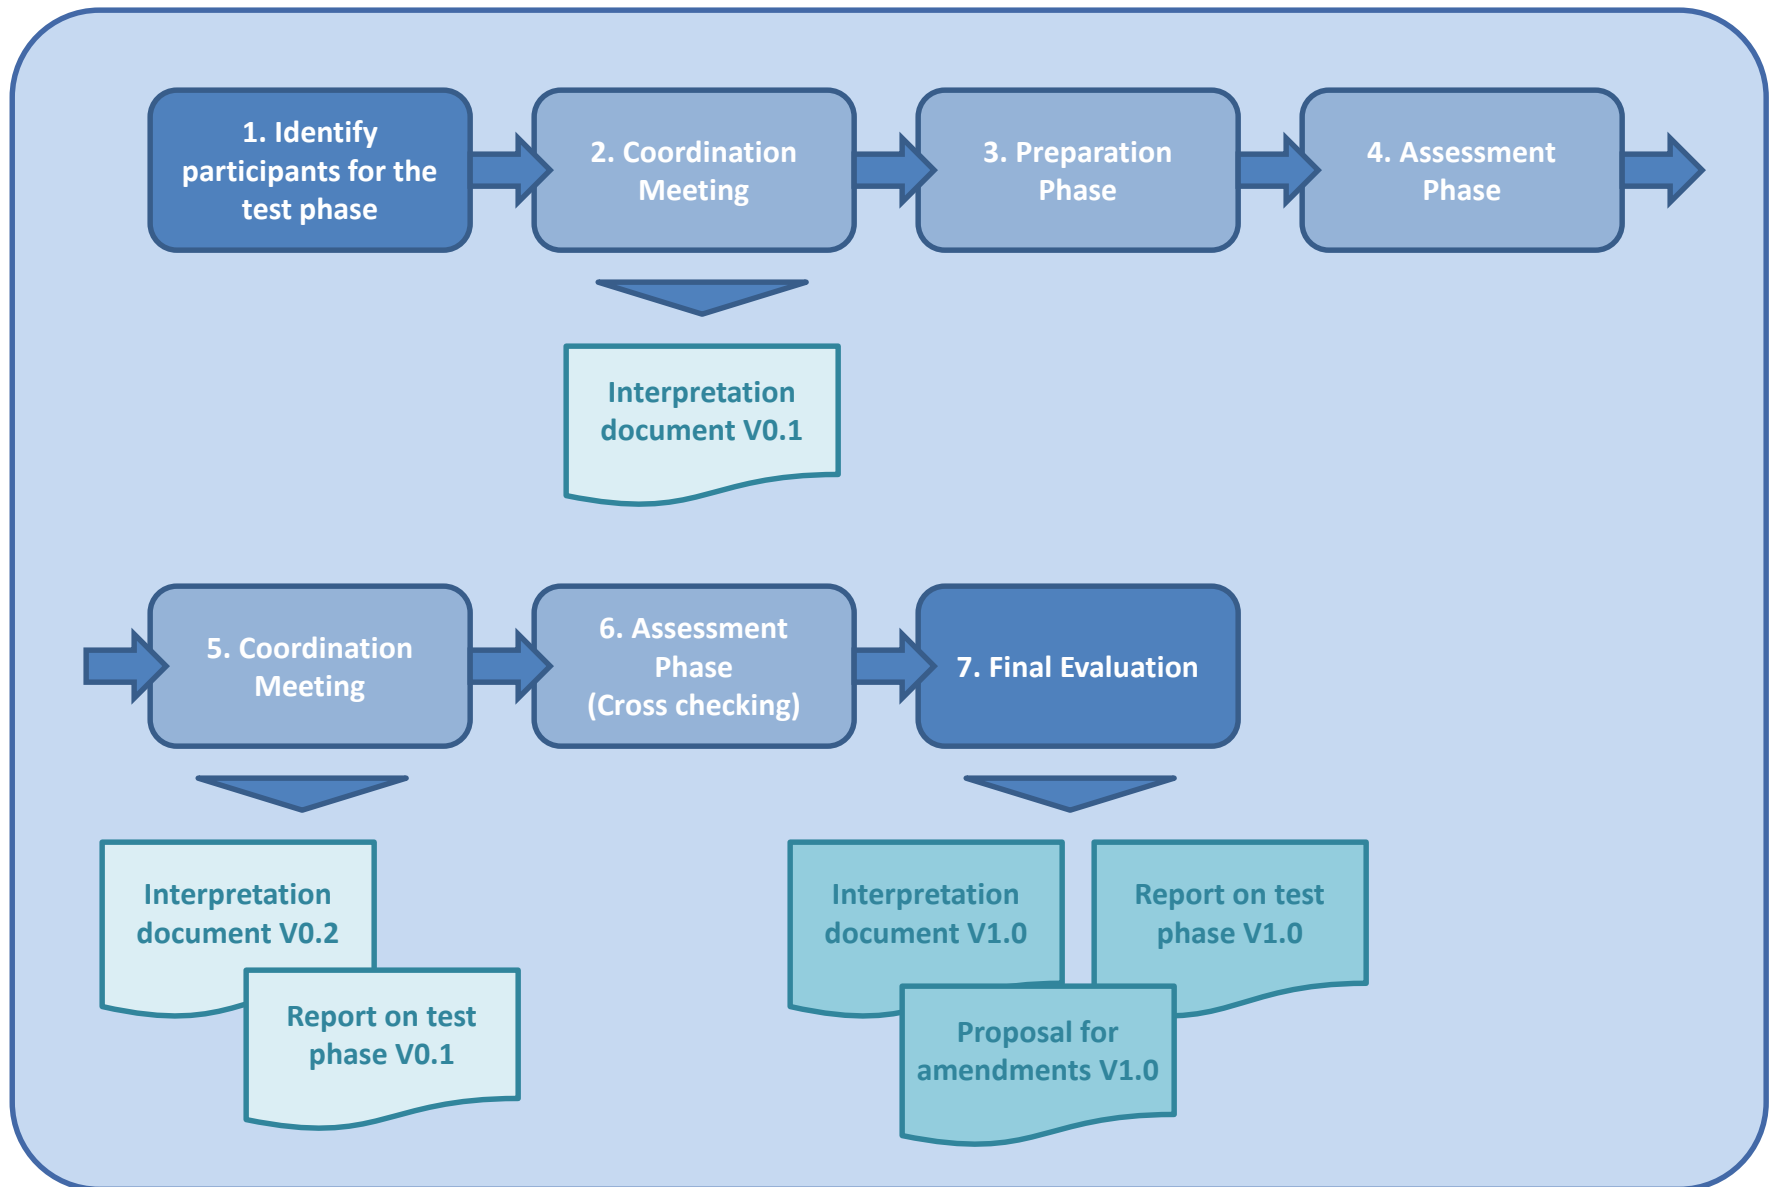 1. Identify
participants for the
test phase
2. Coordination
Meeting
3. Preparation
Phase
4. Assessment
Phase
Interpretation
document V0.1
5. Coordination
Meeting
6. Assessment
Phase
(Cross checking)
7. Final Evaluation
Interpretation
document V0.2
Report on test
phase V0.1
Interpretation
document V1.0
Report on test
phase V1.0
Proposal for
amendments V1.0